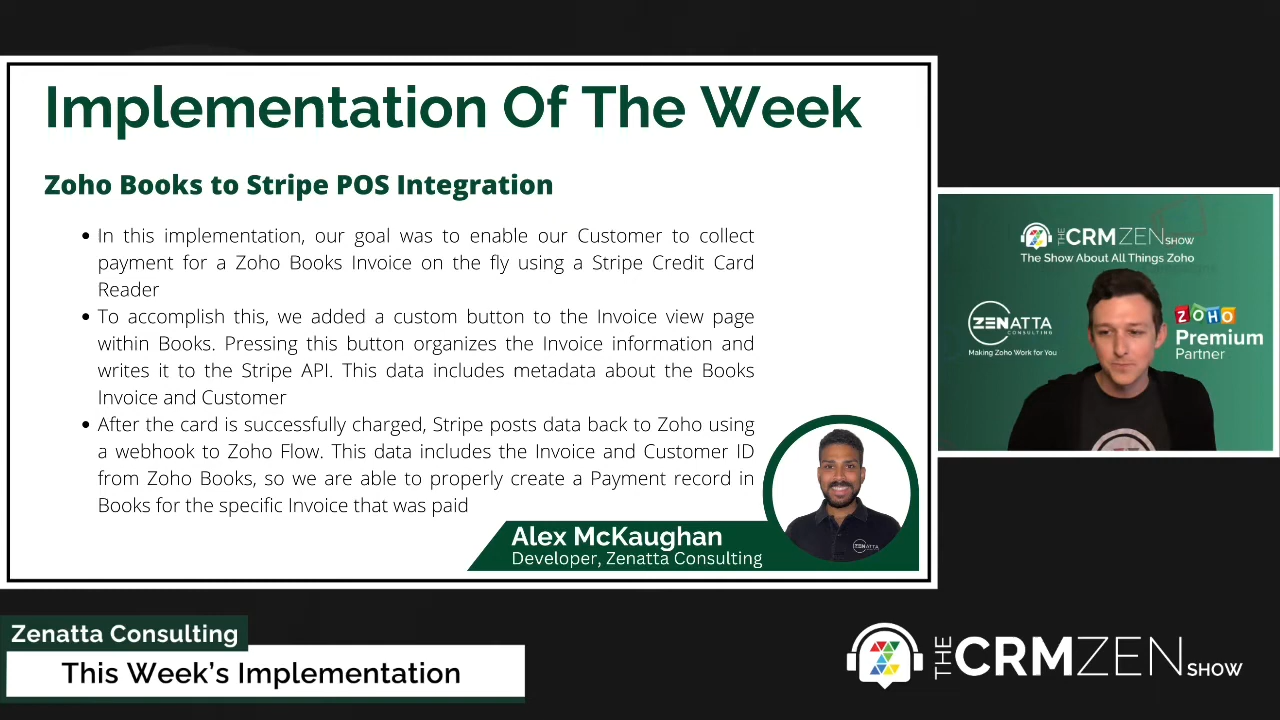 Implementation Of The Week
Zoho Books to Stripe POS Integration
• In this implementation, our goal was to enable our Customer to collect
payment for a Zoho Books Invoice on the fly using a Stripe Credit Card
Reader
• To accomplish this, we added a custom button to the Invoice view page
within Books. Pressing this button organizes the Invoice information and
writes it to the Stripe API. This data includes metadata about the Books
Invoice and Customer
• After the card is successfully charged, Stripe posts data back to Zoho using
a webhook to Zoho Flow. This data includes the Invoice and Customer ID
from Zoho Books, so we are able to properly create a Payment record in
Books for the specific Invoice that was paid
Alex McKaughan
Developer, Zenatta Consulting
ZENATTA
THE CRMZEN SHOW
The Show About All Things Zoho
ZENATTA
CONSULTING
Making Zoho Work for You
ZOHO
Premium
Partner
Zenatta Consulting
This Week's Implementation
THE CRMZEN SHOW